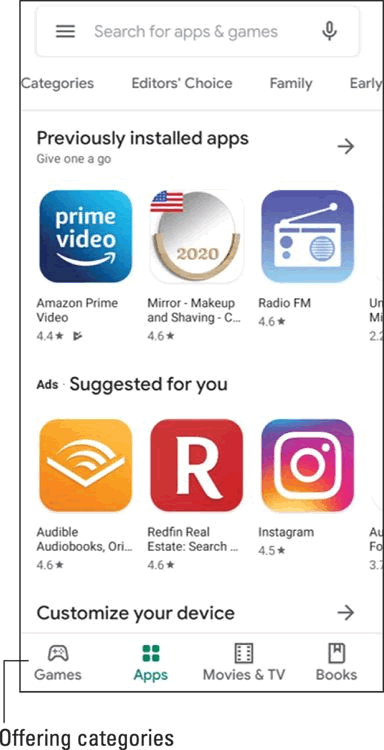 Search for apps & games
Categories Editors' Choice Family Early
Previously installed apps
Give one a go
prime
video
2020
Amazon Prime
Video
4.4★
Mirror - Makeup
and Shaving - C...
4.6★
Radio FM
4.6★
Un
Mi
2.2
Ads · Suggested for you
R
Audible
Audiobooks, Ori...
4.6★
Redfin Real
Estate: Search ...
4.6★
Instagram
4.5★
Au
Fo
3.7
Customize your device
Games Apps Movies & TV Books
Offering categories